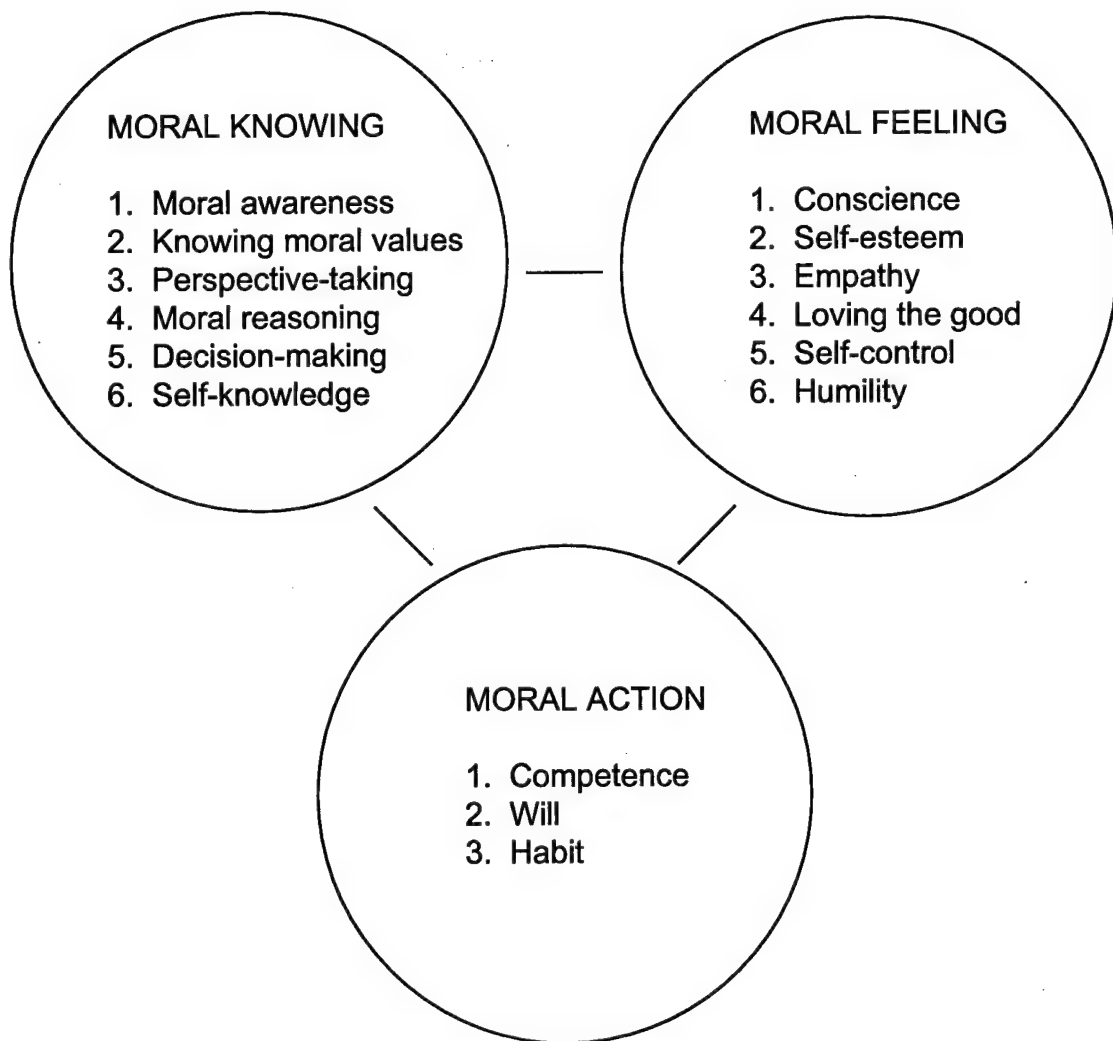 MORAL KNOWING
1. Moral awareness
2. Knowing moral values
3. Perspective-taking
4. Moral reasoning
5. Decision-making
6. Self-knowledge
MORAL FEELING
1. Conscience
2. Self-esteem
3. Empathy
4. Loving the good
5. Self-control
6. Humility
MORAL ACTION
1. Competence
2. Will
3. Habit